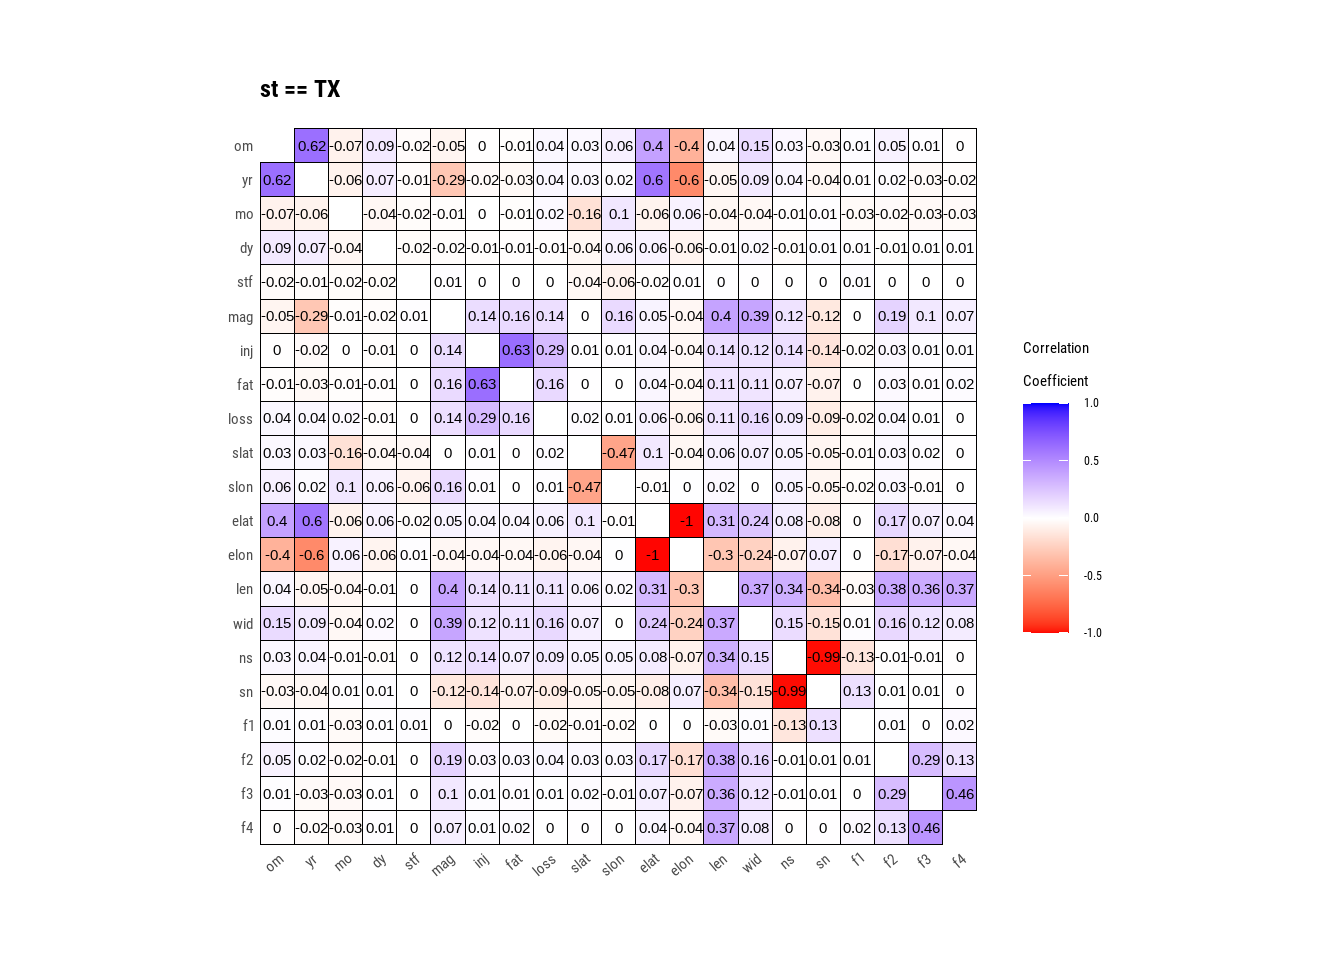 st == TX
om 0.62 -0.07 0.09 -0.02 -0.05 0 -0.01 0.04 0.03 0.06 0.4 -0.4 0.04 0.15 0.03 -0.03 0.01 0.05 0.01 0
yr 0.62 -0.06 0.07 -0.01 -0.29 -0.02 -0.03 0.04 0.03 0.02 0.6 -0.6 -0.05 0.09 0.04 -0.04 0.01 0.02 -0.03 -0.02
mo -0.07 -0.06 -0.04 -0.02 -0.01 0 -0.01 0.02 -0.16 0.1 -0.06 0.06 -0.04 -0.04 -0.01 0.01 -0.03 -0.02 -0.03 -0.03
dy 0.09 0.07 -0.04 -0.02 -0.02 -0.01 -0.01 -0.01 -0.04 0.06 0.06 -0.06 -0.01 0.02 -0.01 0.01 0.01 -0.01 0.01 0.01
stf -0.02 -0.01 -0.02 -0.02 0.01 0 0 0 -0.04 -0.06 -0.02 0.01 0 0 0 0 0.01 0 0 0
mag -0.05 -0.29 -0.01 -0.02 0.01 0.14 0.16 0.14 0 0.16 0.05 -0.04 0.4 0.39 0.12 -0.12 0 0.19 0.1 0.07
inj 0 -0.02 0 -0.01 0 0.14 0.63 0.29 0.01 0.01 0.04 -0.04 0.14 0.12 0.14 -0.14 -0.02 0.03 0.01 0.01
fat -0.01 -0.03 -0.01 -0.01 0 0.16 0.63 0.16 0 0 0.04 -0.04 0.11 0.11 0.07 -0.07 0 0.03 0.01 0.02
loss 0.04 0.04 0.02 -0.01 0 0.14 0.29 0.16 0.02 0.01 0.06 -0.06 0.11 0.16 0.09 -0.09 -0.02 0.04 0.01 0
slat 0.03 0.03 -0.16 -0.04 -0.04 0 0.01 0 0.02 -0.47 0.1 -0.04 0.06 0.07 0.05 -0.05 -0.01 0.03 0.02 0
slon 0.06 0.02 0.1 0.06 -0.06 0.16 0.01 0 0.01 -0.47 -0.01 0 0.02 0 0.05 -0.05 -0.02 0.03 -0.01 0
elat 0.4 0.6 -0.06 0.06 -0.02 0.05 0.04 0.04 0.06 0.1 -0.01 -1 0.31 0.24 0.08 -0.08 0 0.17 0.07 0.04
elon -0.4 -0.6 0.06 -0.06 0.01 -0.04 -0.04 -0.04 -0.06 -0.04 0 -1 -0.3 -0.24 -0.07 0.07 0 -0.17 -0.07 -0.04
len 0.04 -0.05 -0.04 -0.01 0 0.4 0.14 0.11 0.11 0.06 0.02 0.31 -0.3 0.37 0.34 -0.34 -0.03 0.38 0.36 0.37
wid 0.15 0.09 -0.04 0.02 0 0.39 0.12 0.11 0.16 0.07 0 0.24 -0.24 0.37 0.15 -0.15 0.01 0.16 0.12 0.08
ns 0.03 0.04 -0.01 -0.01 0 0.12 0.14 0.07 0.09 0.05 0.05 0.08 -0.07 0.34 0.15 -0.99 -0.13 -0.01 -0.01 0
sn -0.03 -0.04 0.01 0.01 0 -0.12 -0.14 -0.07 -0.09 -0.05 -0.05 -0.08 0.07 -0.34 -0.15 -0.99 0.13 0.01 0.01 0
f1 0.01 0.01 -0.03 0.01 0.01 0 -0.02 0 -0.02 -0.01 -0.02 0 0 -0.03 0.01 -0.13 0.13 0.01 0 0.02
f2 0.05 0.02 -0.02 -0.01 0 0.19 0.03 0.03 0.04 0.03 0.03 0.17 -0.17 0.38 0.16 -0.01 0.01 0.01 0.29 0.13
f3 0.01 -0.03 -0.03 0.01 0 0.1 0.01 0.01 0.01 0.02 -0.01 0.07 -0.07 0.36 0.12 -0.01 0.01 0 0.29 0.46
f4 0 -0.02 -0.03 0.01 0 0.07 0.01 0.02 0 0 0 0.04 -0.04 0.37 0.08 0 0 0.02 0.13 0.46
om yr mo dy stf mag inj fat loss slat slon elat elon len wid ns sn f1 f2 f3 f4
Correlation
Coefficient
1.0
0.5
0.0
-0.5
-1.0